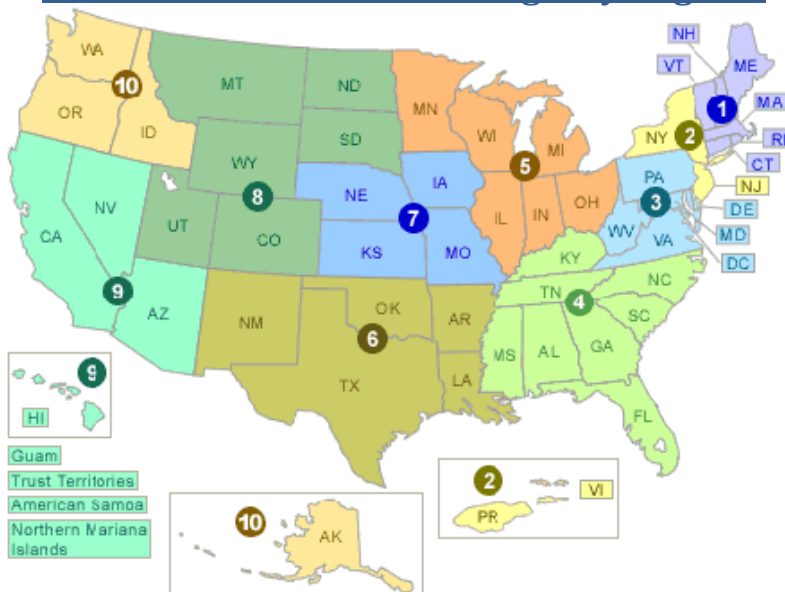 NH
WA
VT
ME
MT
ND
10
MN
1
MA
OR
ID
WI
2
NY
RI
SD
MI
CT
WY
5
PA
NJ
IA
NE
8
3
DE
NV
OH
IL
IN
UT
7
WV
MD
CA
CO
VA
KS
MO
KY
DC
NC
9
TN
4
AZ
OK
SC
NM
AR
6
GA
MS
AL
9
TX
LA
HI
FL
Guam
Trust Territories
2
American Samoa
VI
10
PR
Northern Mariana
Islands
AK